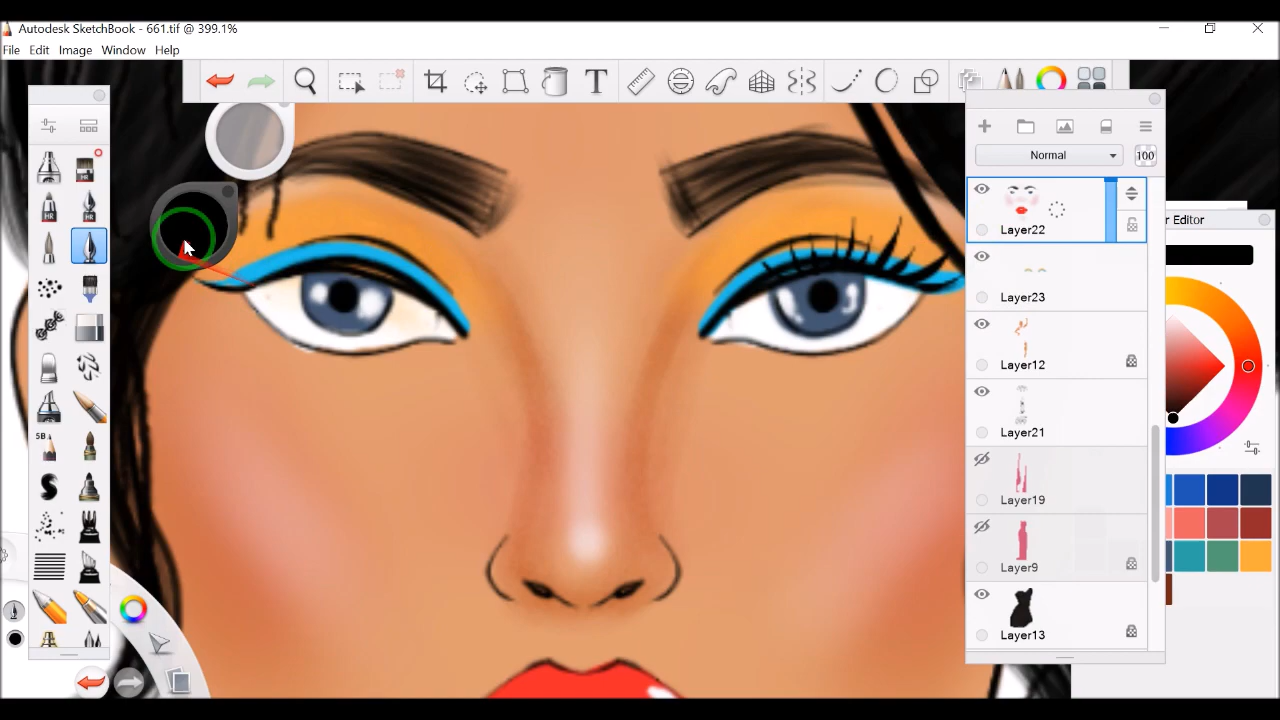 Autodesk SketchBook - 661.tif @ 399.1%
File Edit Image Window Help
T
Normal 100
Layer22
r Editor
Layer23
Layer12
Layer21
Layer19
Layer9
Layer13
5B